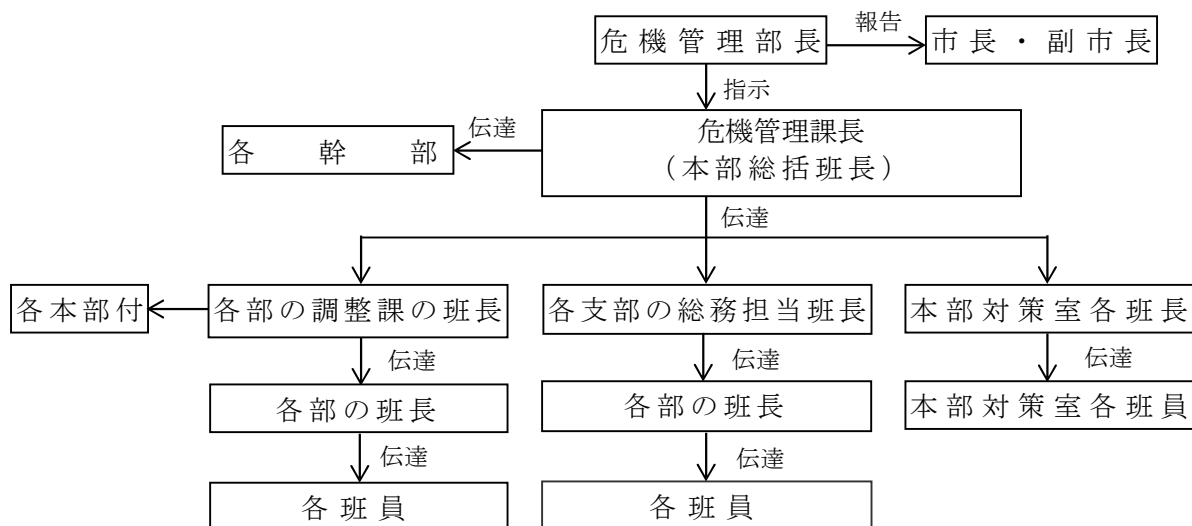 危機管理部長
報告
市長・副市長
指示
危機管理課長
（本部総括班長）
伝達
各幹部
伝達
各本部付
各部の調整課の班長
各支部の総務担当班長
本部対策室各班長
伝達
伝達
伝達
各部の班長
各部の班長
本部対策室各班員
伝達
伝達
各班員
各班員